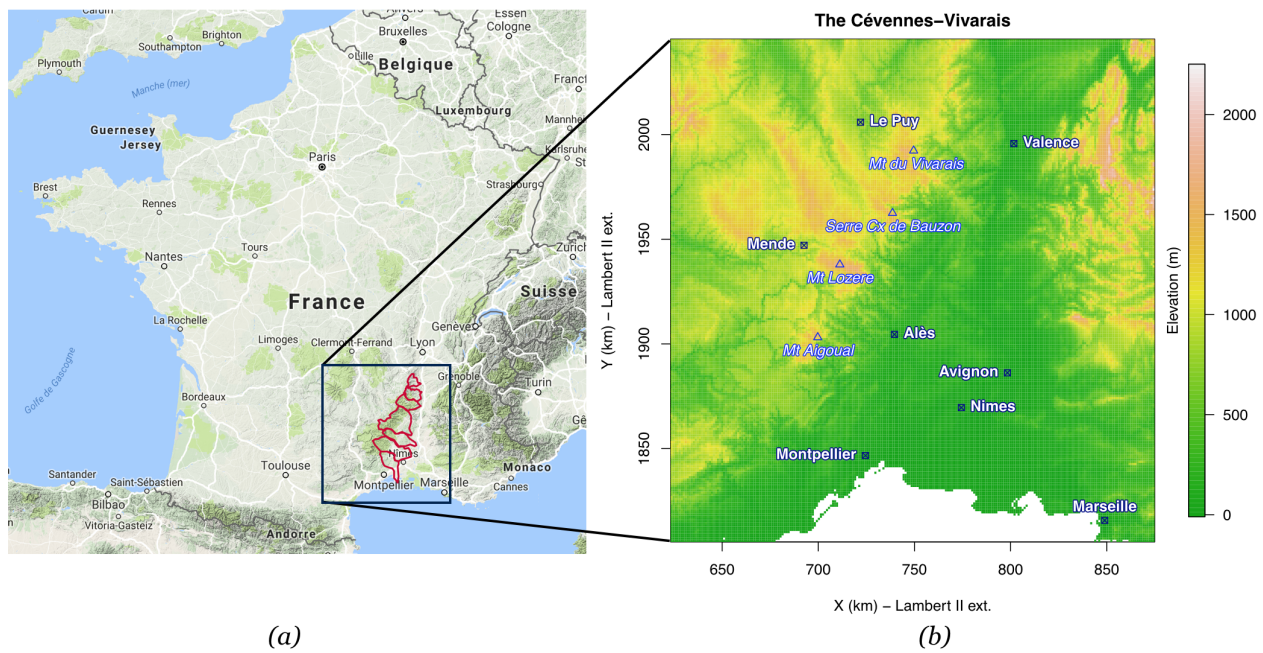 Cardiff
Southampton
Brighton
Plymouth
Manche (mer)
Anvers
Bruxelles
Essen
Cologne
Lille
Belgique
Francf
Luxembourg
Guernesey
Jersey
Mannhe
Karlsruhe
St
Paris
Strasbourg
Brest
Rennes
Tours
Nantes
Zurich
Suisse
France
La Rochelle
Limoges
Clermont-Ferrand
Lyon
Genève
Grenoble
Turin
Gê
Golfe de Gascogne
Bordeaux
Toulouse
Nimes
Montpellier
Marseille
Monaco
Cannes
Santander
Saint-Sébastien
Bilbao
Vitoria-Gasteiz
Andorre
n
(a)
The Cévennes–Vivarais
Le Puy
Valence
Mt du Vivarais
Serre Cx de Bauzon
Mende
Mt Lozere
Alès
Mt Aigoual
Avignon
Nimes
Montpellier
Marseille
2000
1950
1900
1850
Y (km) – Lambert II ext.
650
700
750
800
850
X (km) – Lambert II ext.
2000
1500
1000
500
0
Elevation (m)
(b)